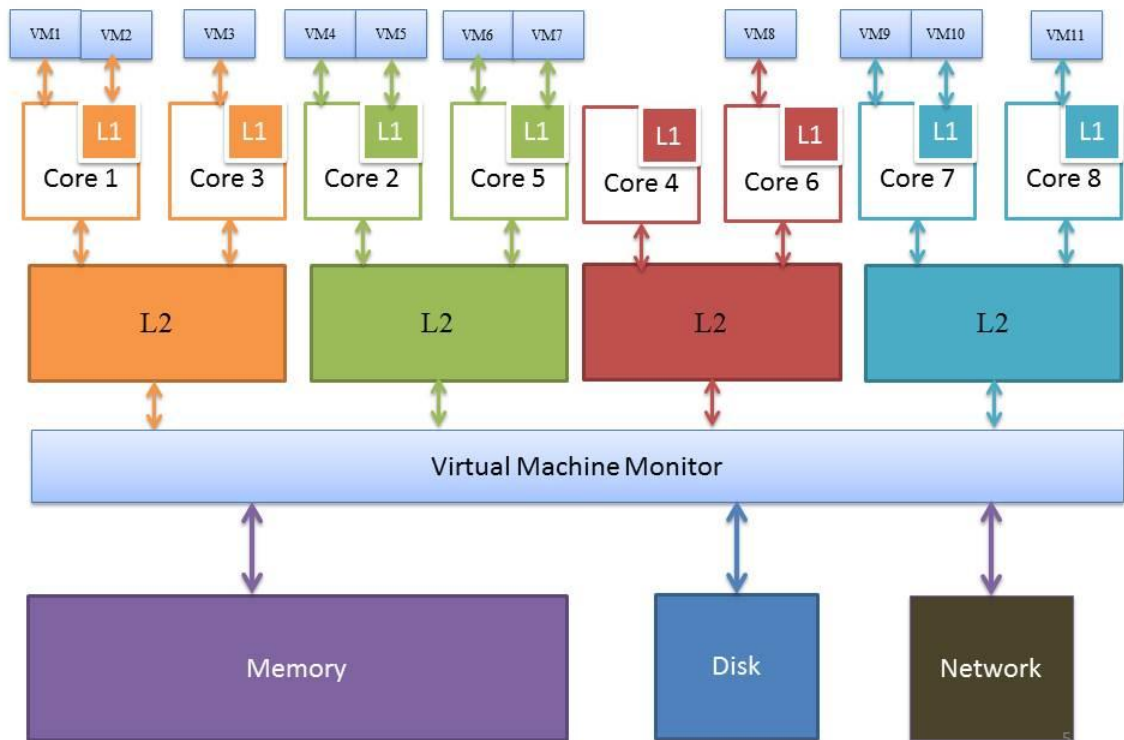 VM1 VM2 VM3 VM4 VM5 VM6 VM7 VM8 VM9 VM10 VM11
L1 L1 L1 L1 L1 L1 L1 L1
Core 1 Core 3 Core 2 Core 5 Core 4 Core 6 Core 7 Core 8
L2 L2 L2 L2
Virtual Machine Monitor
Memory Disk Network
5